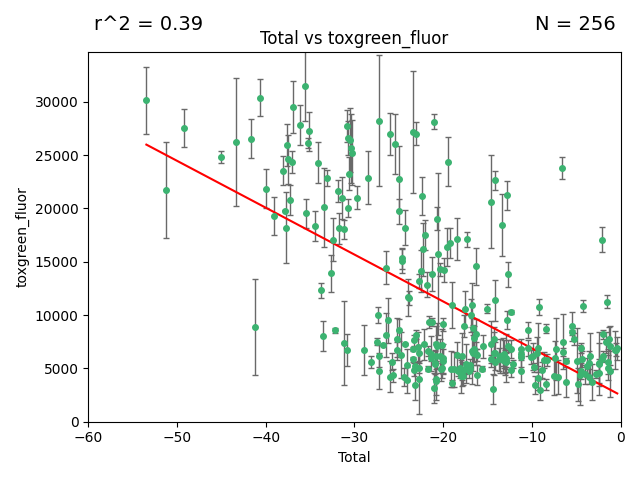 r^2 = 0.39
N = 256
Total vs toxgreen_fluor
toxgreen_fluor
30000
25000
20000
15000
10000
5000
0
−60
−50
−40
−30
−20
−10
0
Total